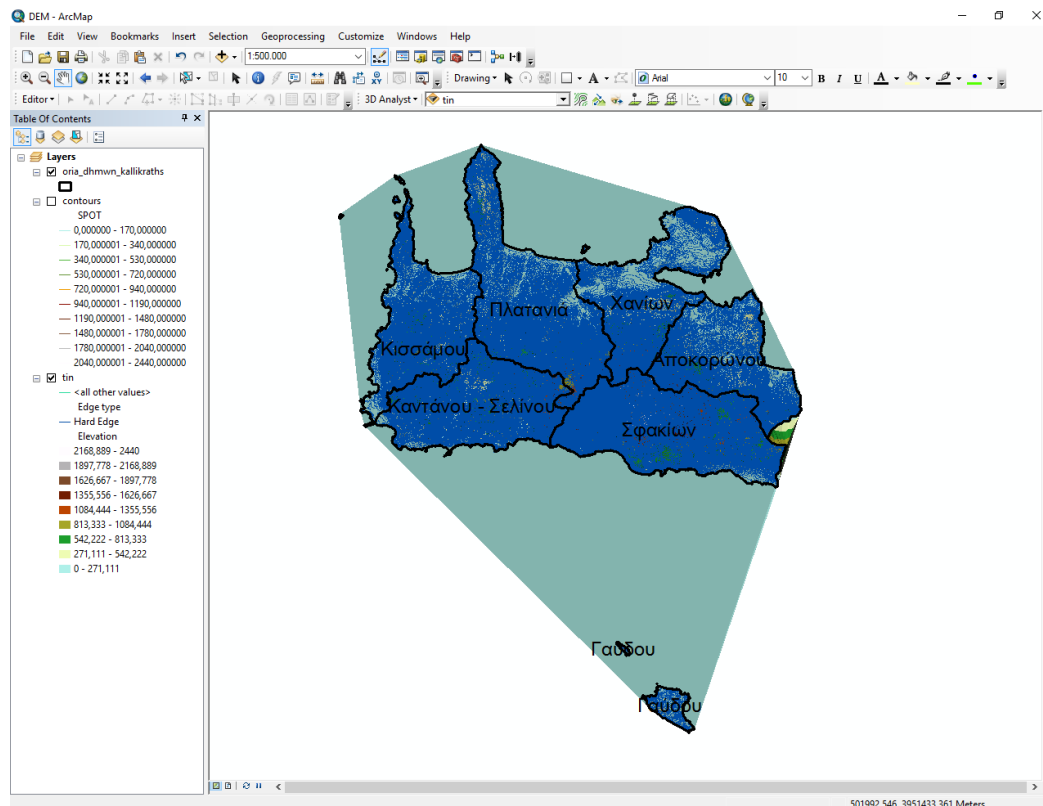 DEM - ArcMap
File Edit View Bookmarks Insert Selection Geoprocessing Customize Windows Help
1:500.000
Drawing Arial 10 B I U A
Editor 3D Analyst tin
Table Of Contents
Layers
oria_dhmwn_kallikraths
contours
SPOT
0,000000 - 170,000000
170,000001 - 340,000000
340,000001 - 530,000000
530,000001 - 720,000000
720,000001 - 940,000000
940,000001 - 1190,000000
1190,000001 - 1480,000000
1480,000001 - 1780,000000
1780,000001 - 2040,000000
2040,000001 - 2440,000000
tin
<all other values>
Edge type
Hard Edge
Elevation
2168,889 - 2440
1897,778 - 2168,889
1626,667 - 1897,778
1355,556 - 1626,667
1084,444 - 1355,556
813,333 - 1084,444
542,222 - 813,333
271,111 - 542,222
0 - 271,111
Πλατανιά
Χανίων
Κισσάμου
Αποκορώνου
Καντάνου - Σελίνου
Σφακίων
Γαύδου
Γαύδου
501992,546 3951433,361 Meters